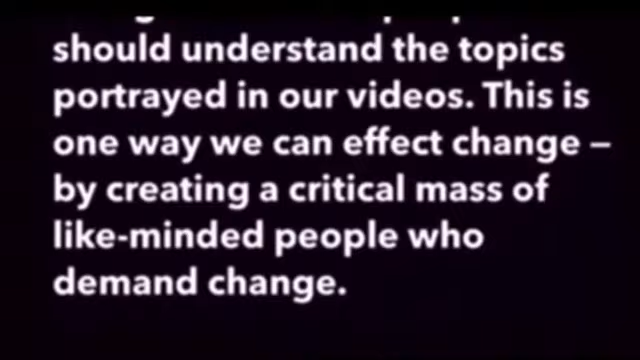 should understand the topics
portrayed in our videos. This is
one way we can effect change –
by creating a critical mass of
like-minded people who
demand change.